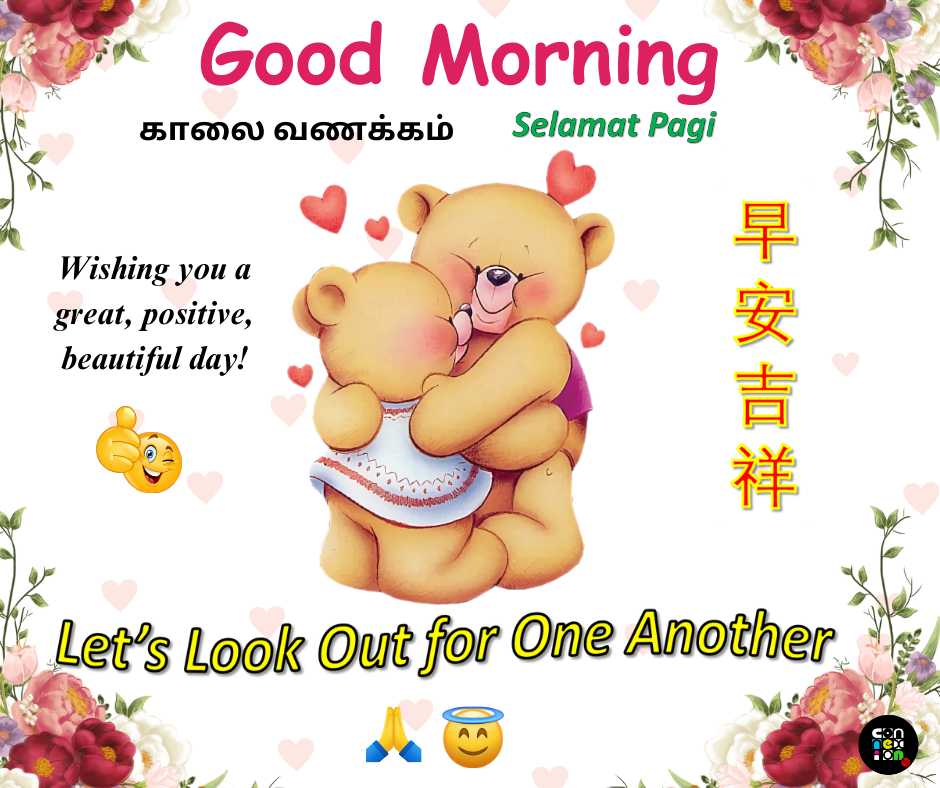 Good Morning
காலை வணக்கம்
Selamat Pagi
Wishing you a
great, positive,
beautiful day!
早
安
吉
祥
Let's Look Out for One Another
con
nex
ion